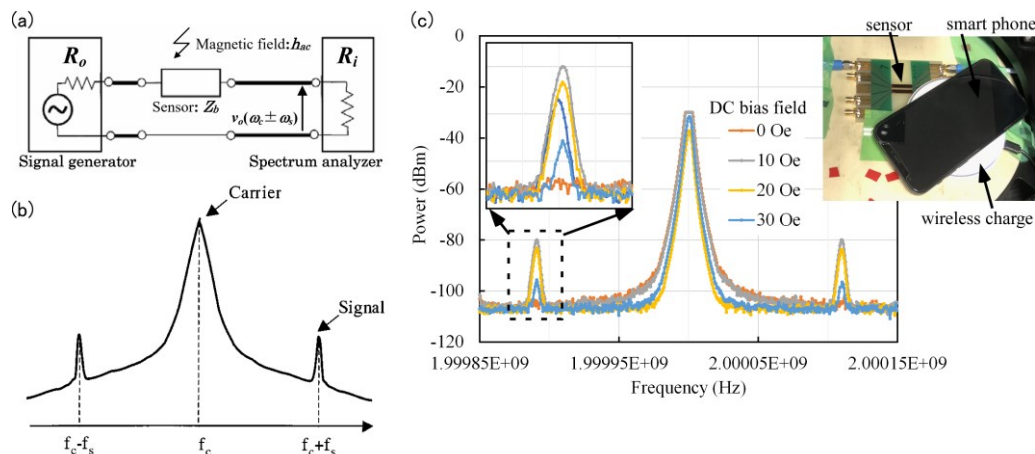 (a)
R_o
Magnetic field: h_ac
R_i
Sensor: Z_b
v_o(ω_c ± ω_s)
Signal generator
Spectrum analyzer
(b)
Carrier
Signal
f_c-f_s
f_c
f_c+f_s
(c)
sensor
smart phone
wireless charge
Power (dBm)
0
-20
-40
-60
-80
-100
-120
DC bias field
0 Oe
10 Oe
20 Oe
30 Oe
1.99985E+09
1.99995E+09
2.00005E+09
2.00015E+09
Frequency (Hz)